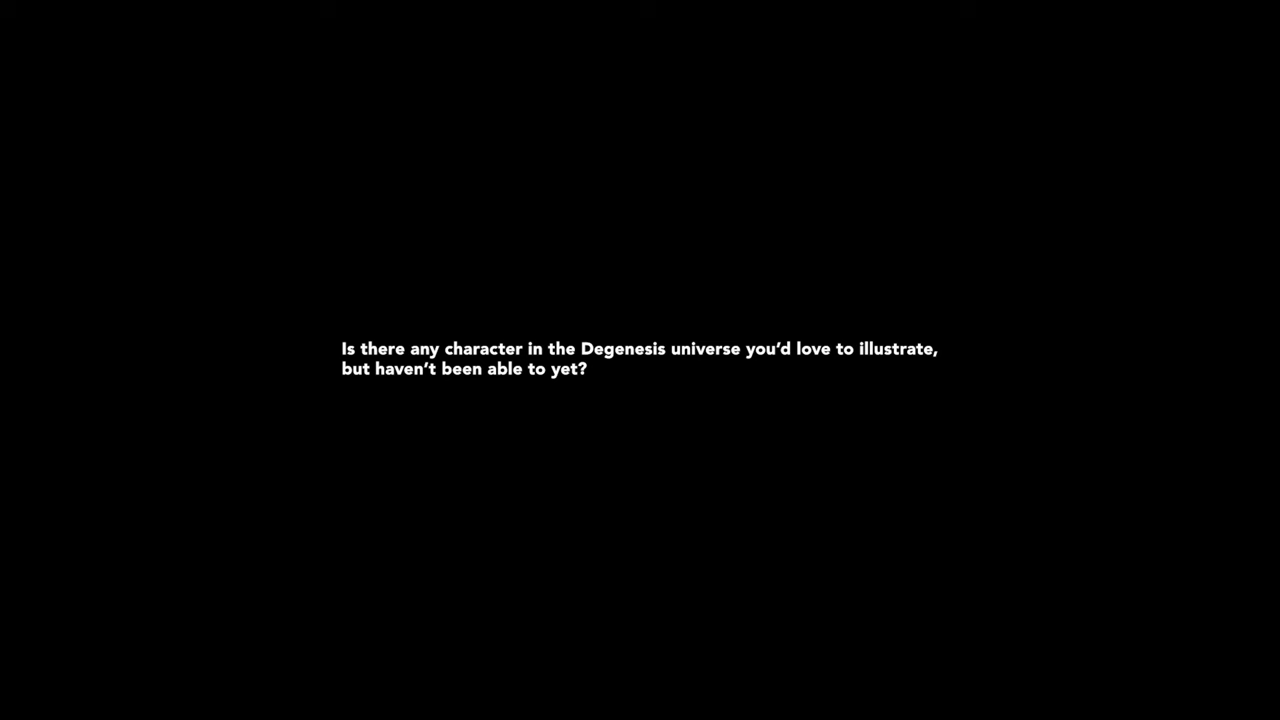 Is there any character in the Degenesis universe you’d love to illustrate,
but haven’t been able to yet?